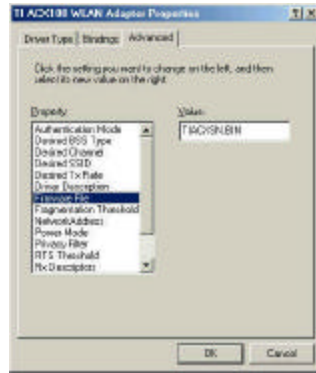 TI ACX100 WLAN Adapter Properties
Driver Type Bindings Advanced
Click the setting you want to change on the left, and then
select its new value on the right.
Property:
Value:
Authentication Mode
Desired BSS Type
Desired Channel
Desired SSID
Desired Tx Rate
Driver Description
Firmware File
Fragmentation Threshold
NetworkAddress
Power Mode
Privacy Filter
RTS Threshold
Rx Descriptors
TIACXSN.BIN
OK Cancel